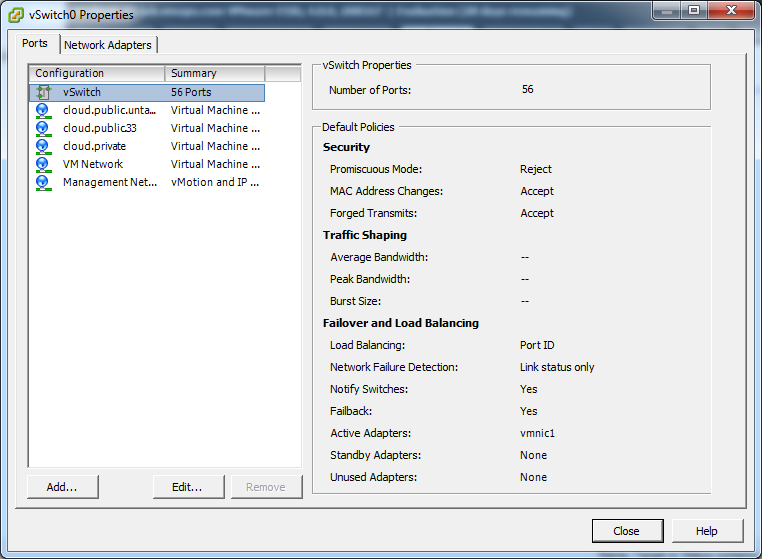 vSwitch0 Properties
Ports
Network Adapters
Configuration Summary
vSwitch 56 Ports
cloud.public.unta... Virtual Machine ...
cloud.public33 Virtual Machine ...
cloud.private Virtual Machine ...
VM Network Virtual Machine ...
Management Net... vMotion and IP ...
Add...
Edit...
Remove
vSwitch Properties
Number of Ports: 56
Default Policies
Security
Promiscuous Mode: Reject
MAC Address Changes: Accept
Forged Transmits: Accept
Traffic Shaping
Average Bandwidth: --
Peak Bandwidth: --
Burst Size: --
Failover and Load Balancing
Load Balancing: Port ID
Network Failure Detection: Link status only
Notify Switches: Yes
Failback: Yes
Active Adapters: vmnic1
Standby Adapters: None
Unused Adapters: None
Close
Help